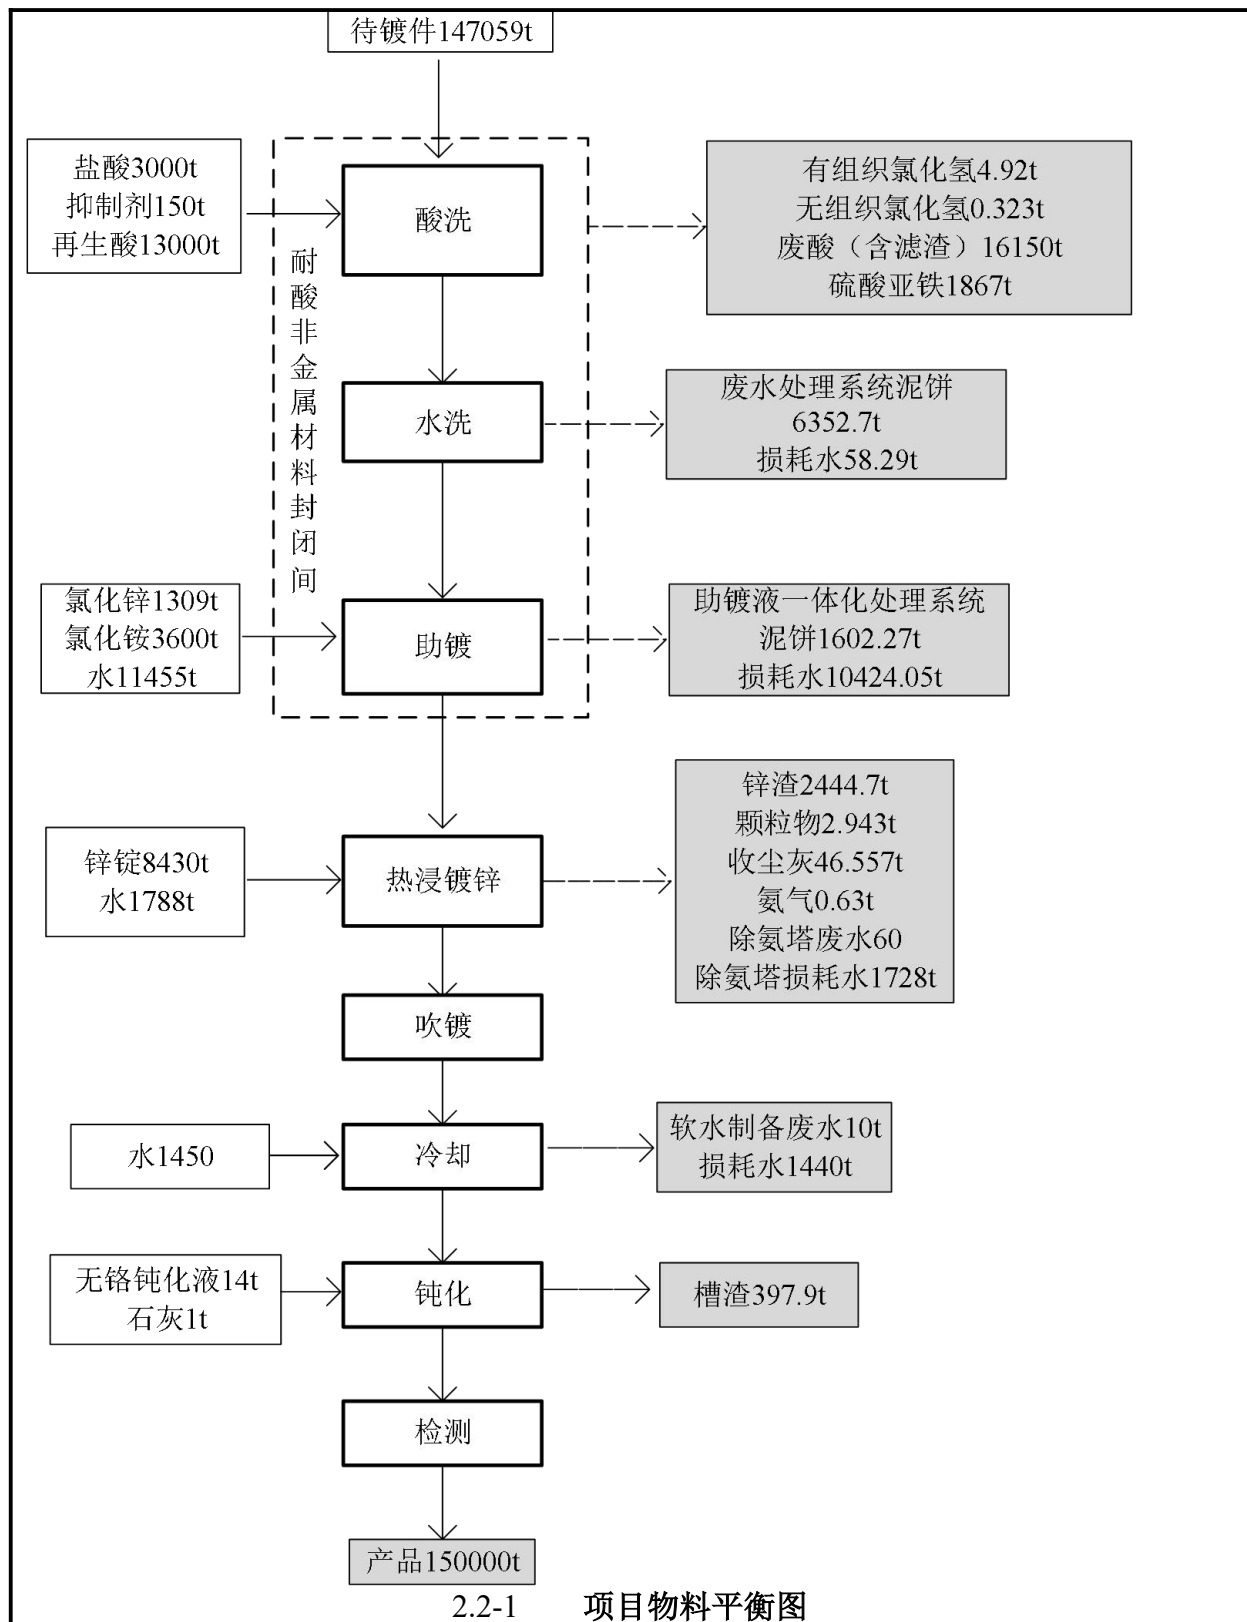 待镀件147059t
盐酸3000t
抑制剂150t
再生酸13000t
酸洗
有组织氯化氢4.92t
无组织氯化氢0.323t
废酸（含滤渣）16150t
硫酸亚铁1867t
耐酸非金属材料封闭间
水洗
废水处理系统泥饼
6352.7t
损耗水58.29t
氯化锌1309t
氯化铵3600t
水11455t
助镀
助镀液一体化处理系统
泥饼1602.27t
损耗水10424.05t
锌锭8430t
水1788t
热浸镀锌
锌渣2444.7t
颗粒物2.943t
收尘灰46.557t
氨气0.63t
除氨塔废水60
除氨塔损耗水1728t
吹镀
水1450
冷却
软水制备废水10t
损耗水1440t
无铬钝化液14t
石灰1t
钝化
槽渣397.9t
检测
产品150000t
2.2-1 项目物料平衡图